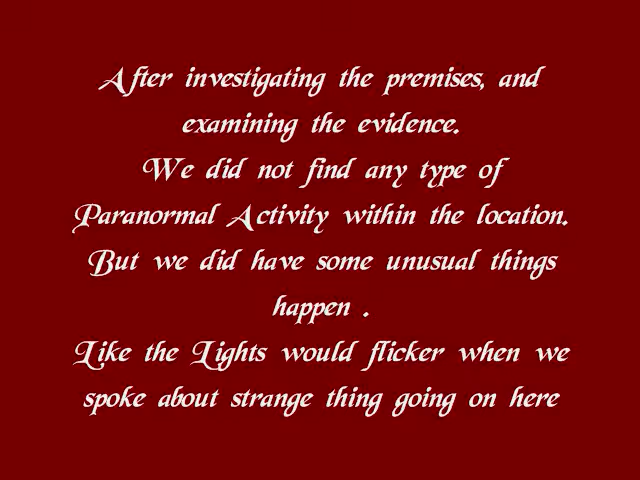 After investigating the premises, and
examining the evidence.
We did not find any type of
Paranormal Activity within the location.
But we did have some unusual things
happen .
Like the Lights would flicker when we
spoke about strange thing going on here